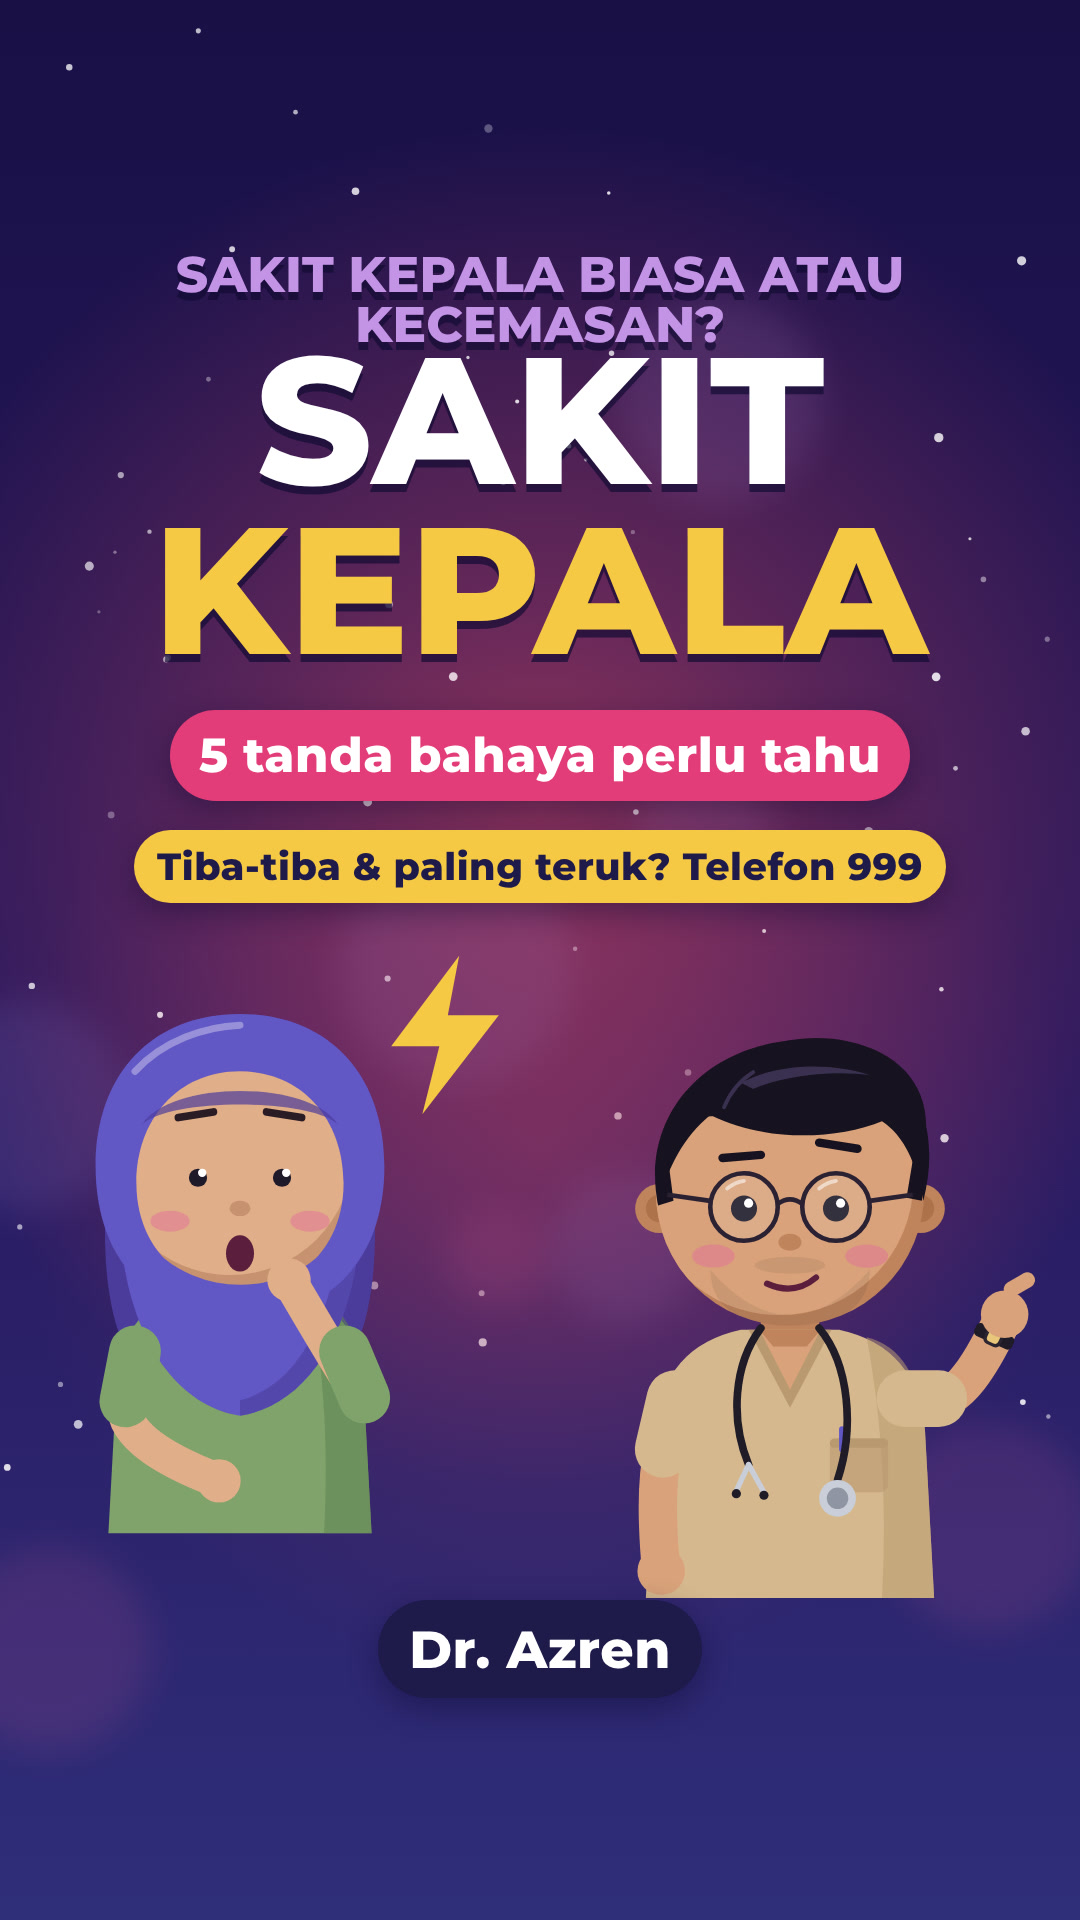 SAKIT KEPALA BIASA ATAU
KECEMASAN?
SAKIT
KEPALA
5 tanda bahaya perlu tahu
Tiba-tiba & paling teruk? Telefon 999
Dr. Azren